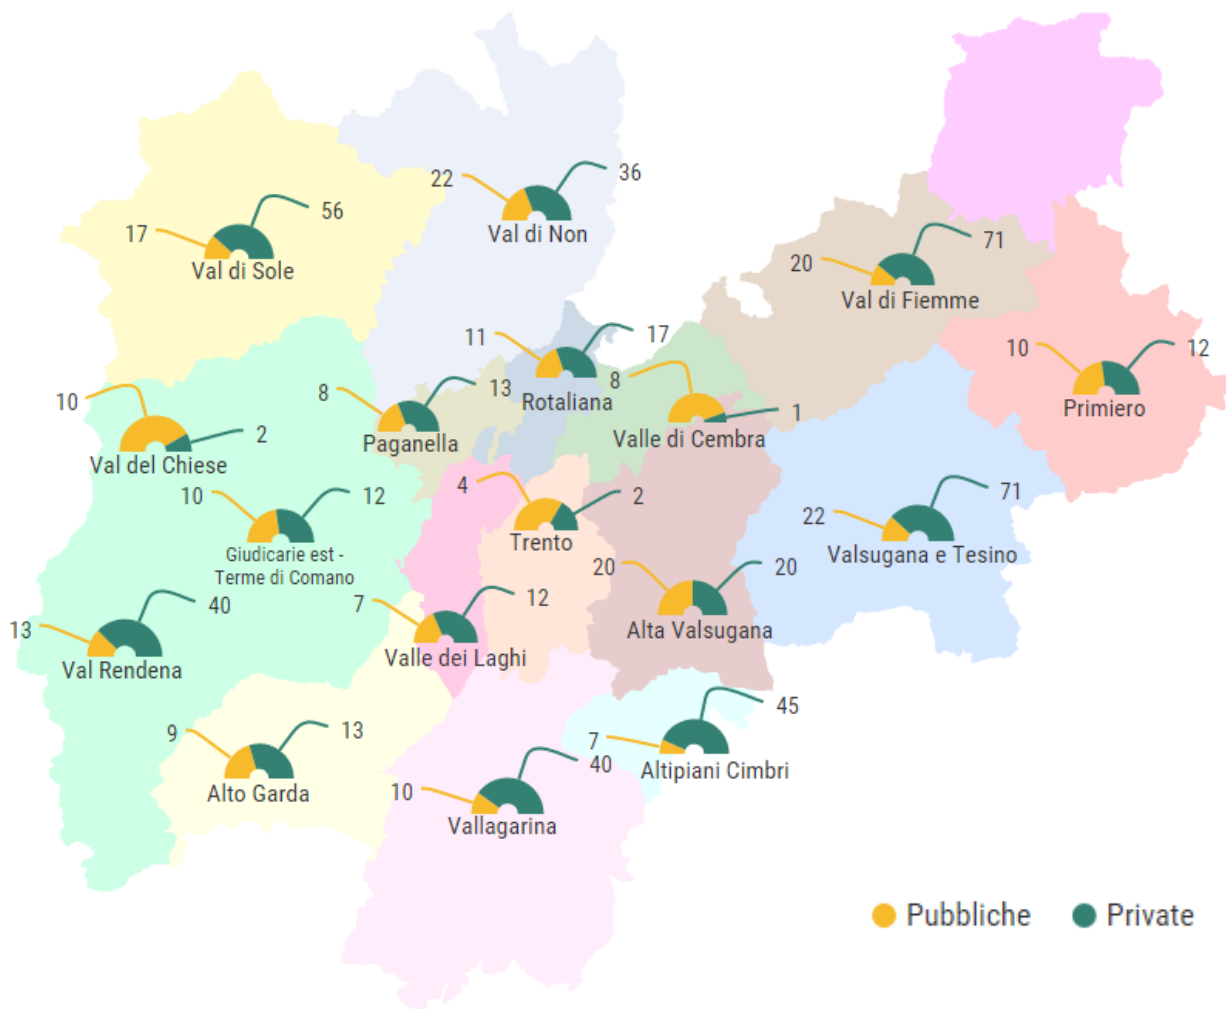 22
36
Val di Non
17
56
Val di Sole
20
71
Val di Fiemme
11
17
Rotaliana
10
12
Primiero
8
13
Paganella
8
1
Valle di Cembra
10
2
Val del Chiese
10
12
Giudicarie est -
Terme di Comano
4
2
Trento
22
71
Valsugana e Tesino
20
20
Alta Valsugana
13
40
Val Rendena
7
12
Valle dei Laghi
9
13
Alto Garda
7
45
Altipiani Cimbri
10
40
Vallagarina
Pubbliche
Private